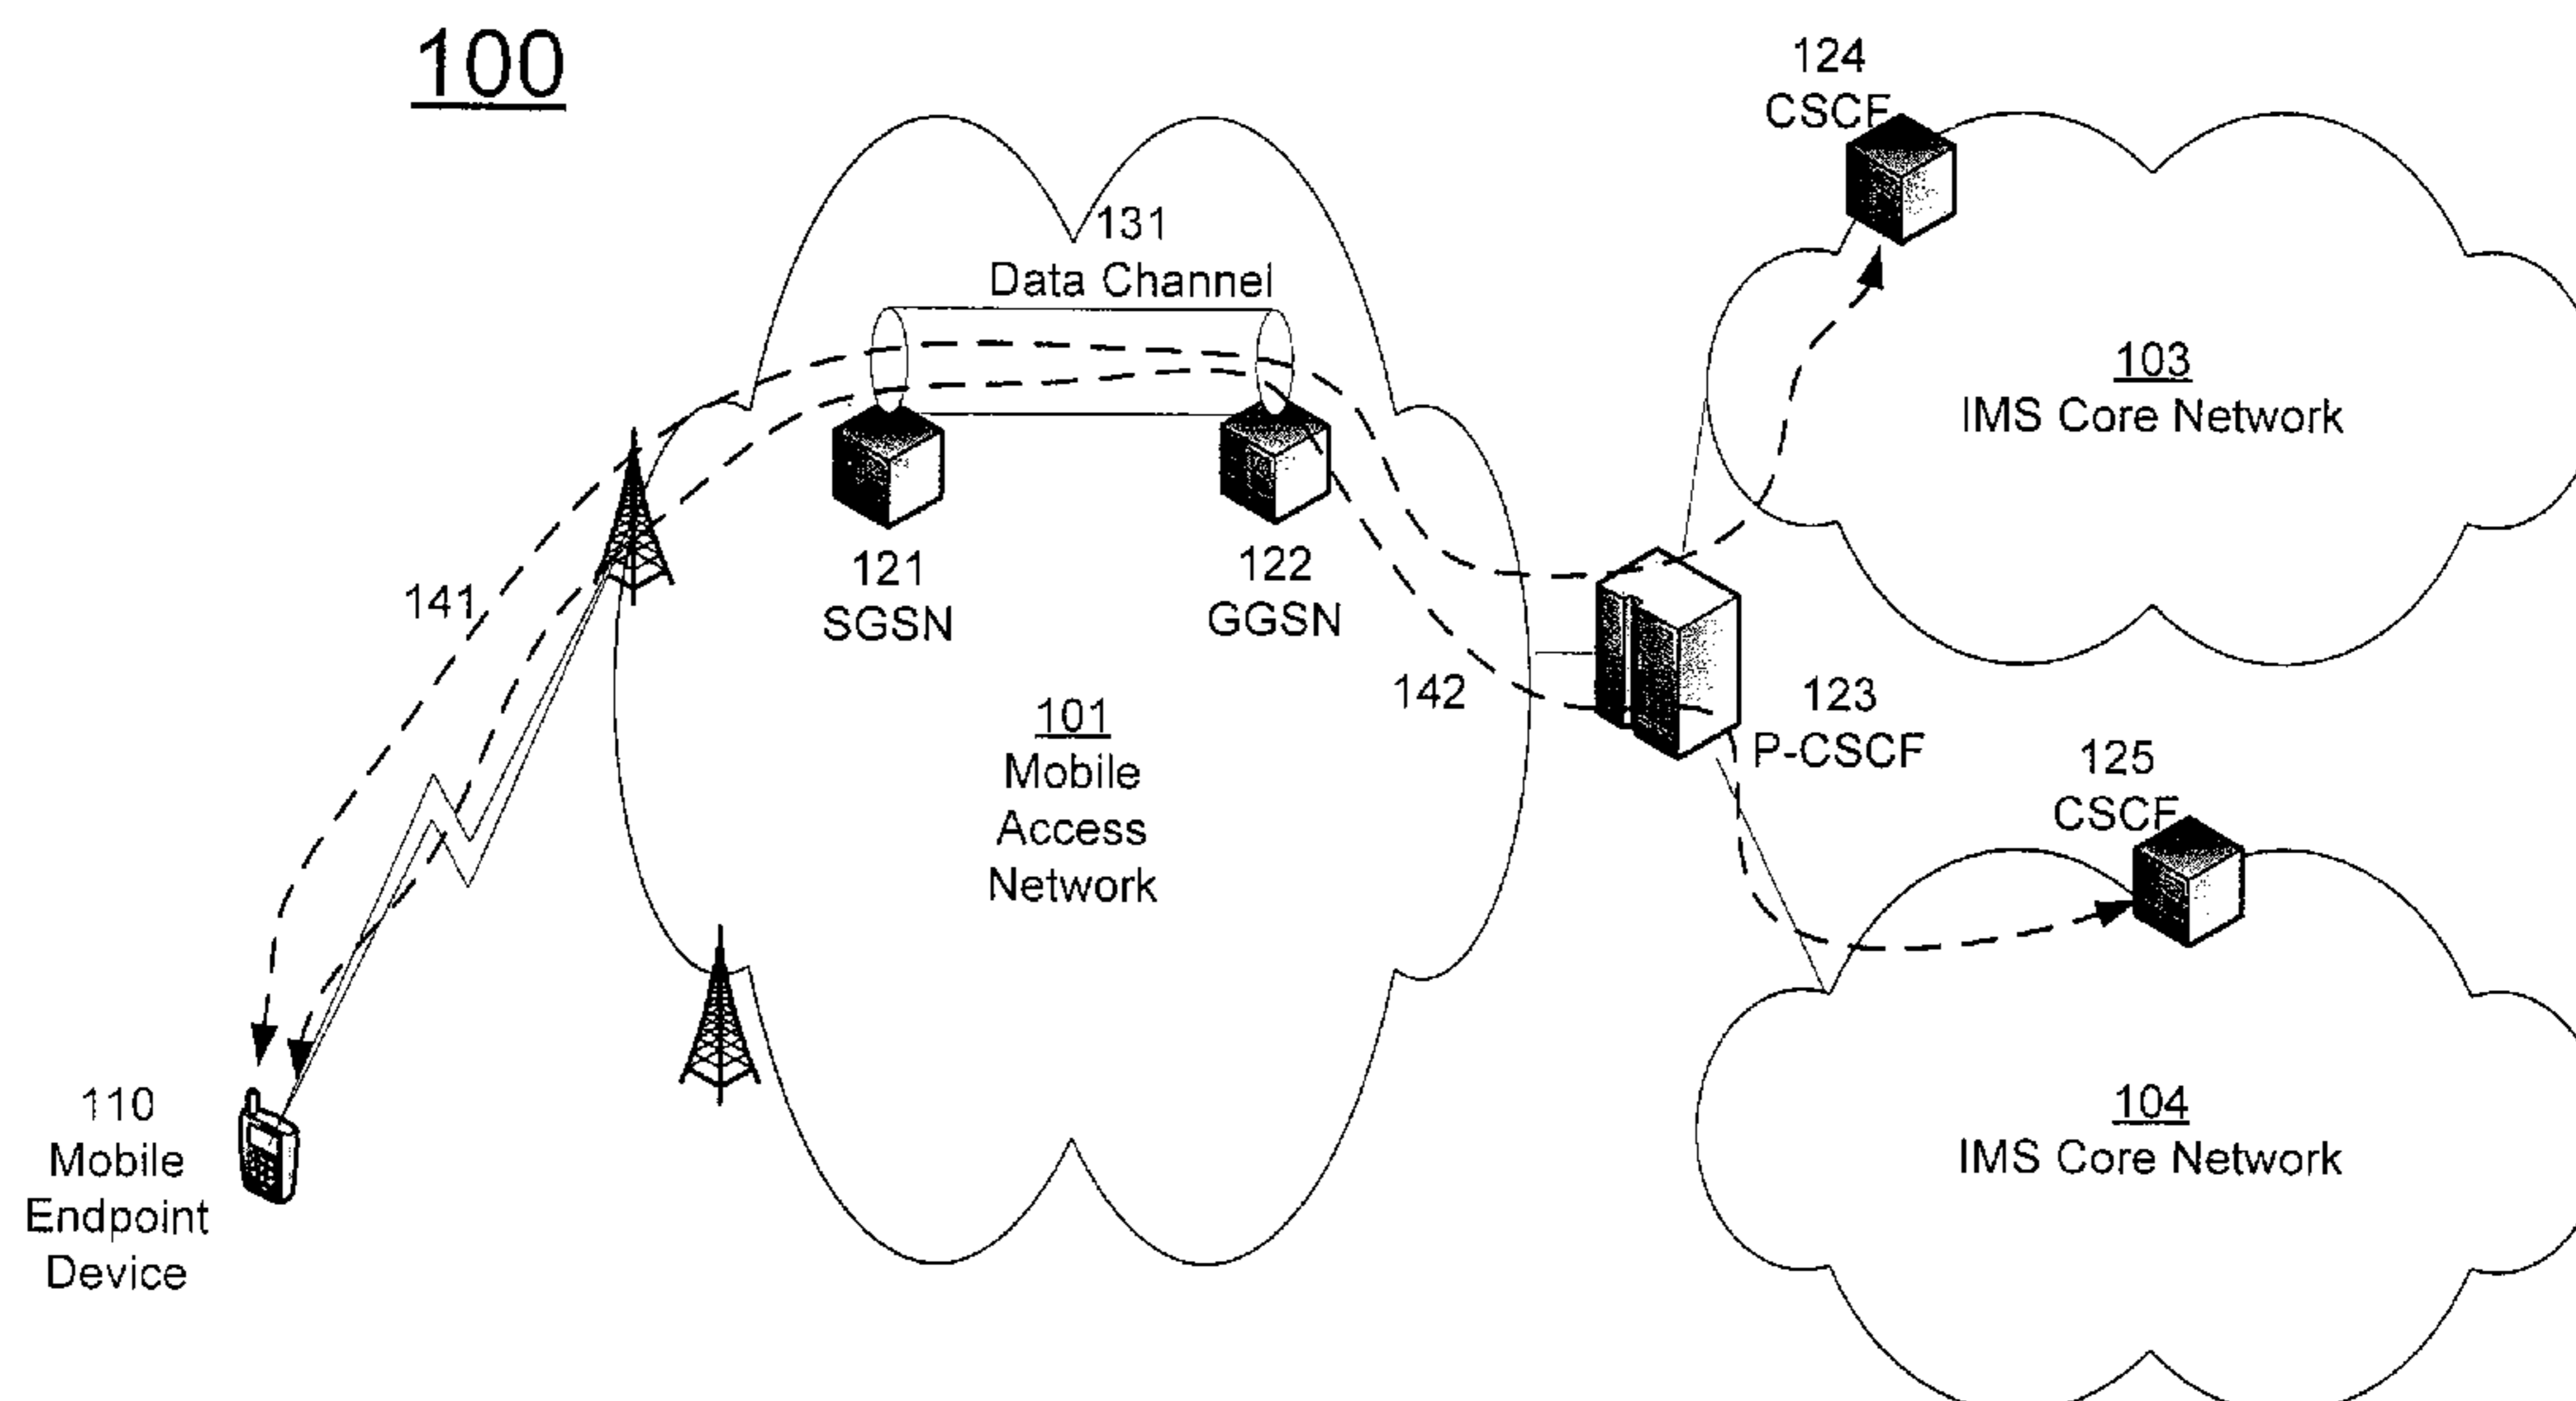 100
124
CSCF
131
Data Channel
103
IMS Core Network
141
121
SGSN
122
GGSN
142
123
P-CSCF
101
Mobile
Access
Network
125
CSCF
110
Mobile
Endpoint
Device
104
IMS Core Network